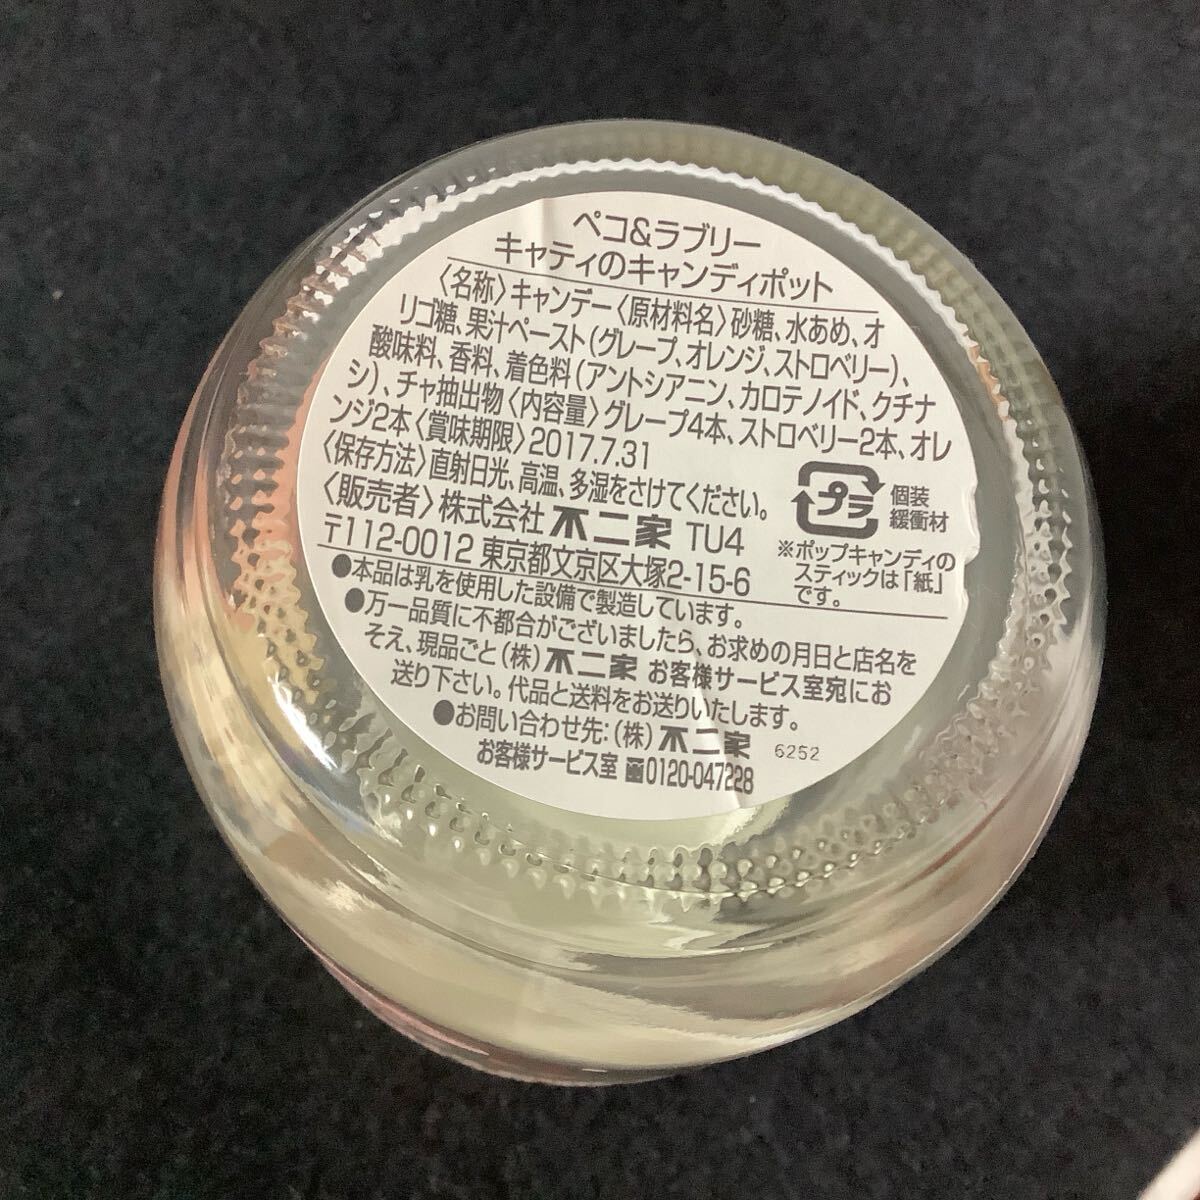 ペコ&ラブリー
キャティのキャンディポット
〈名称〉キャンデー〈原材料名〉砂糖、水あめ、オ
リゴ糖、果汁ペースト(グレープ、オレンジ、ストロベリー)、
酸味料、香料、着色料(アントシアニン、カロテノイド、クチナ
シ)、チャ抽出物〈内容量〉グレープ4本、ストロベリー2本、オレ
ンジ2本〈賞味期限〉2017.7.31
〈保存方法〉直射日光、高温、多湿をさけてください。
〈販売者〉株式会社 不二家 TU4
〒112-0012 東京都文京区大塚2-15-6
プラ
個装
緩衝材
※ポップキャンディの
スティックは「紙」
です。
●本品は乳を使用した設備で製造しています。
●万一品質に不都合がございましたら、お求めの月日と店名を
そえ、現品ごと(株)不二家 お客様サービス室宛にお
送り下さい。代品と送料をお送りいたします。
●お問い合わせ先:(株)不二家 6252
お客様サービス室 0120-047228